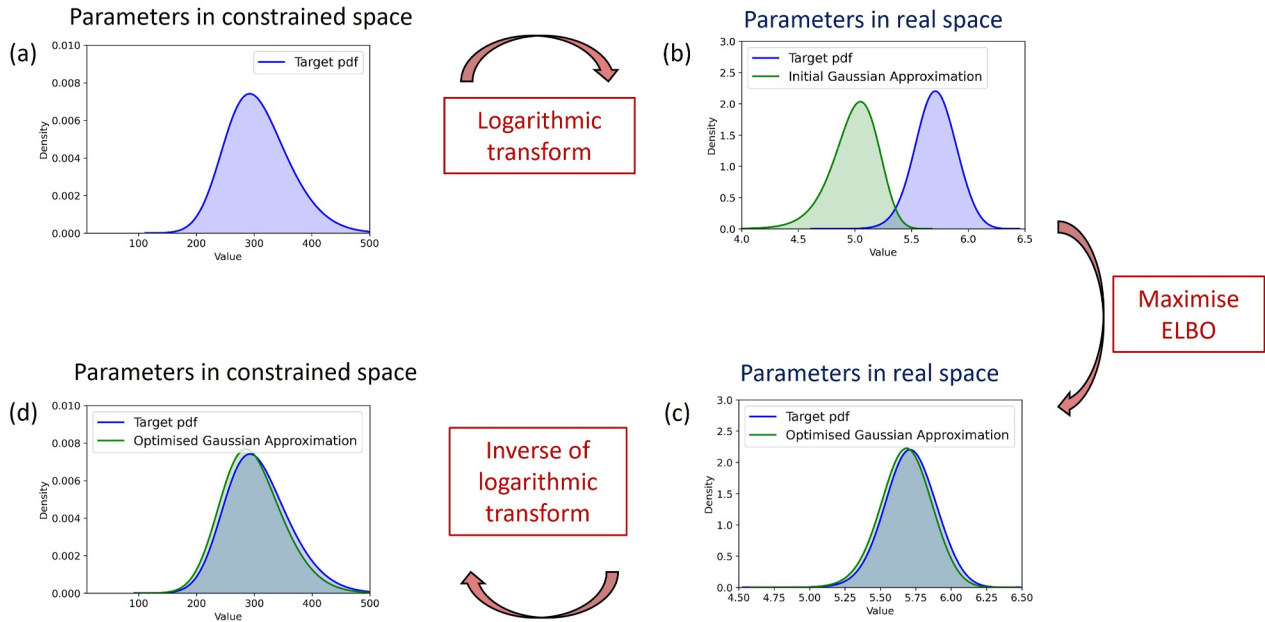 Parameters in constrained space
(a)
0.010
0.008
0.006
0.004
0.002
0.000
Density
Target pdf
100 200 300 400 500
Value
Logarithmic
transform
Parameters in real space
(b)
3.0
2.5
2.0
1.5
1.0
0.5
0.0
Density
Target pdf
Initial Gaussian Approximation
4.0 4.5 5.0 5.5 6.0 6.5
Value
Maximise
ELBO
Parameters in constrained space
(d)
0.010
0.008
0.006
0.004
0.002
0.000
Density
Target pdf
Optimised Gaussian Approximation
100 200 300 400 500
Value
Inverse of
logarithmic
transform
Parameters in real space
(c)
3.0
2.5
2.0
1.5
1.0
0.5
0.0
Density
Target pdf
Optimised Gaussian Approximation
4.50 4.75 5.00 5.25 5.50 5.75 6.00 6.25 6.50
Value